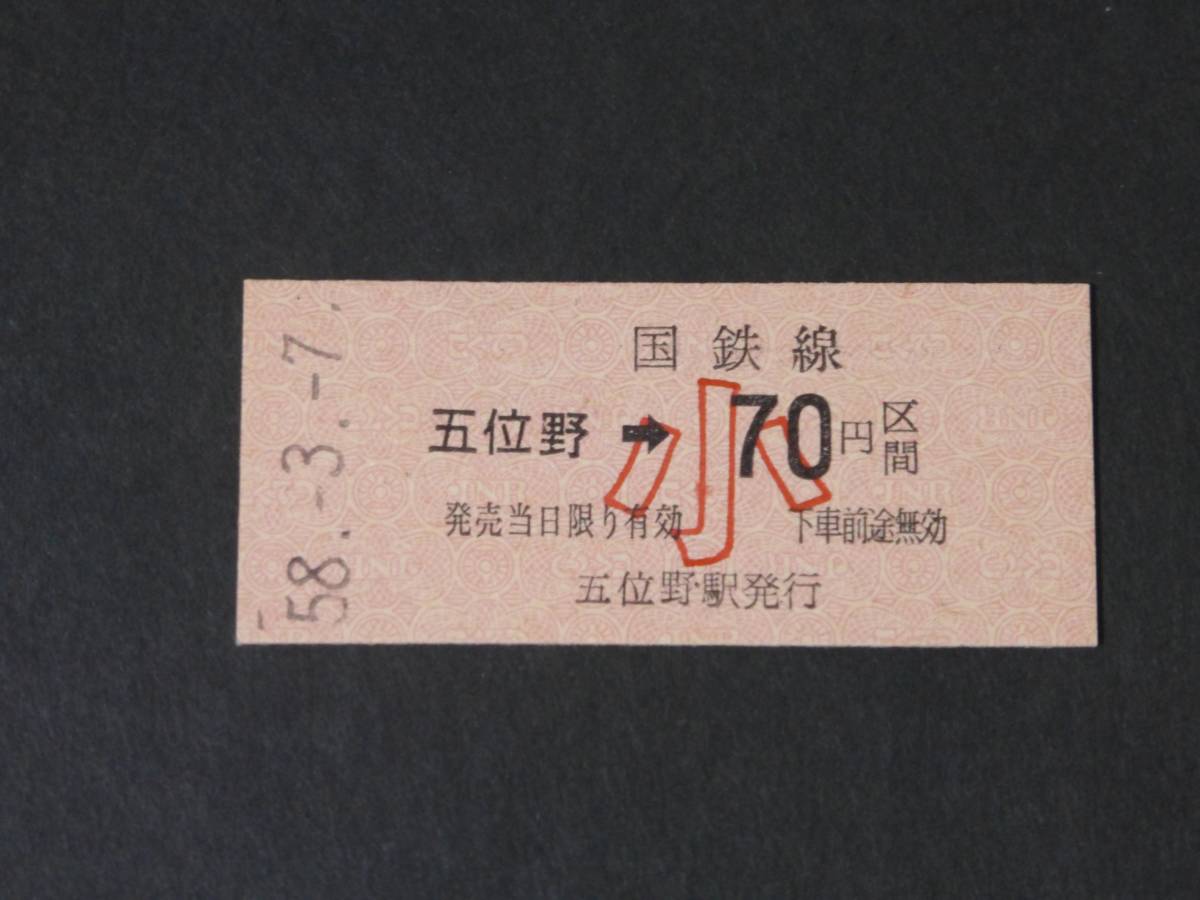 国鉄線
五位野 ➡ 70円区間
小
発売当日限り有効 下車前途無効
五位野駅発行
58.-3.-7.